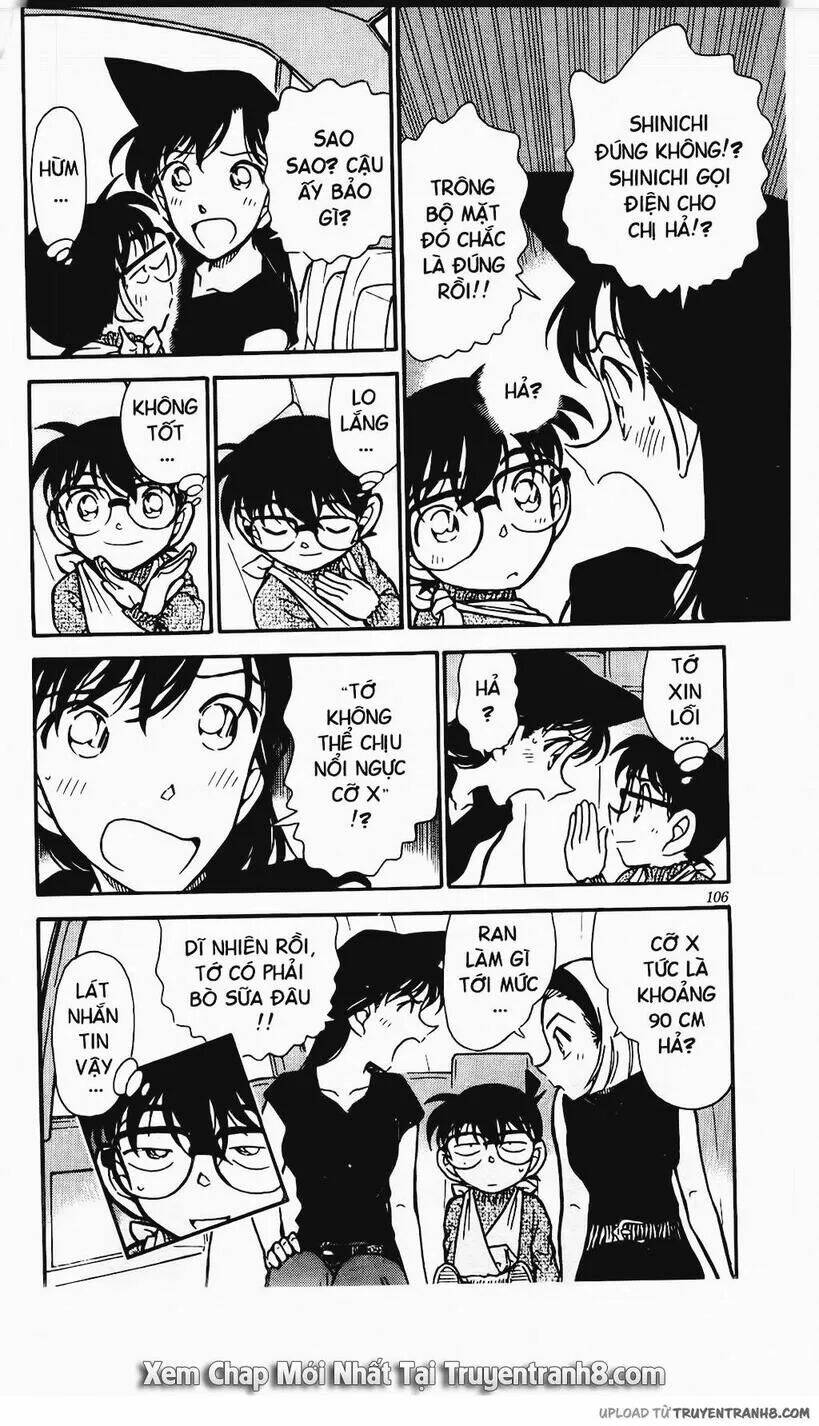 SHINICHI
ĐÚNG KHÔNG!?
SHINICHI GỌI
ĐIỆN CHO
CHỊ HẢ!?
TRÔNG
BỘ MẶT
ĐÓ CHẮC
LÀ ĐÚNG
RỒI!!
HẢ?
SAO
SAO? CẬU
ẤY BẢO
GÌ?
HỪM
...
LO
LẮNG
...
KHÔNG
TỐT
...
TỚ
XIN
LỖI
...
HẢ
?
"TỚ
KHÔNG
THỂ CHỊU
NỔI NGỰC
CỠ X"
!?
106
CỠ X
TỨC LÀ
KHOẢNG
90 CM
HẢ?
RAN
LÀM GÌ
TỚI MỨC
...
DĨ NHIÊN RỒI,
TỚ CÓ PHẢI
BÒ SỮA ĐÂU
!!
LÁT
NHẮN
TIN
VẬY
...
Xem Chap Mới Nhất Tại Truyentranh8.com
UPLOAD TỪ TRUYENTRANH8.COM